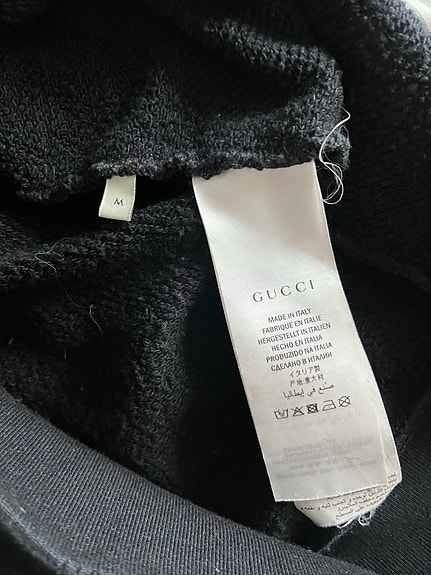 M
GUCCI
MADE IN ITALY
FABRIQUE EN ITALIE
HERGESTELLT IN ITALIEN
HECHO EN ITALIA
PRODUZIDO NA ITALIA
СДЕЛАНО В ИТАЛИИ
イタリア製
产地:意大利
صنع في إيطاليا